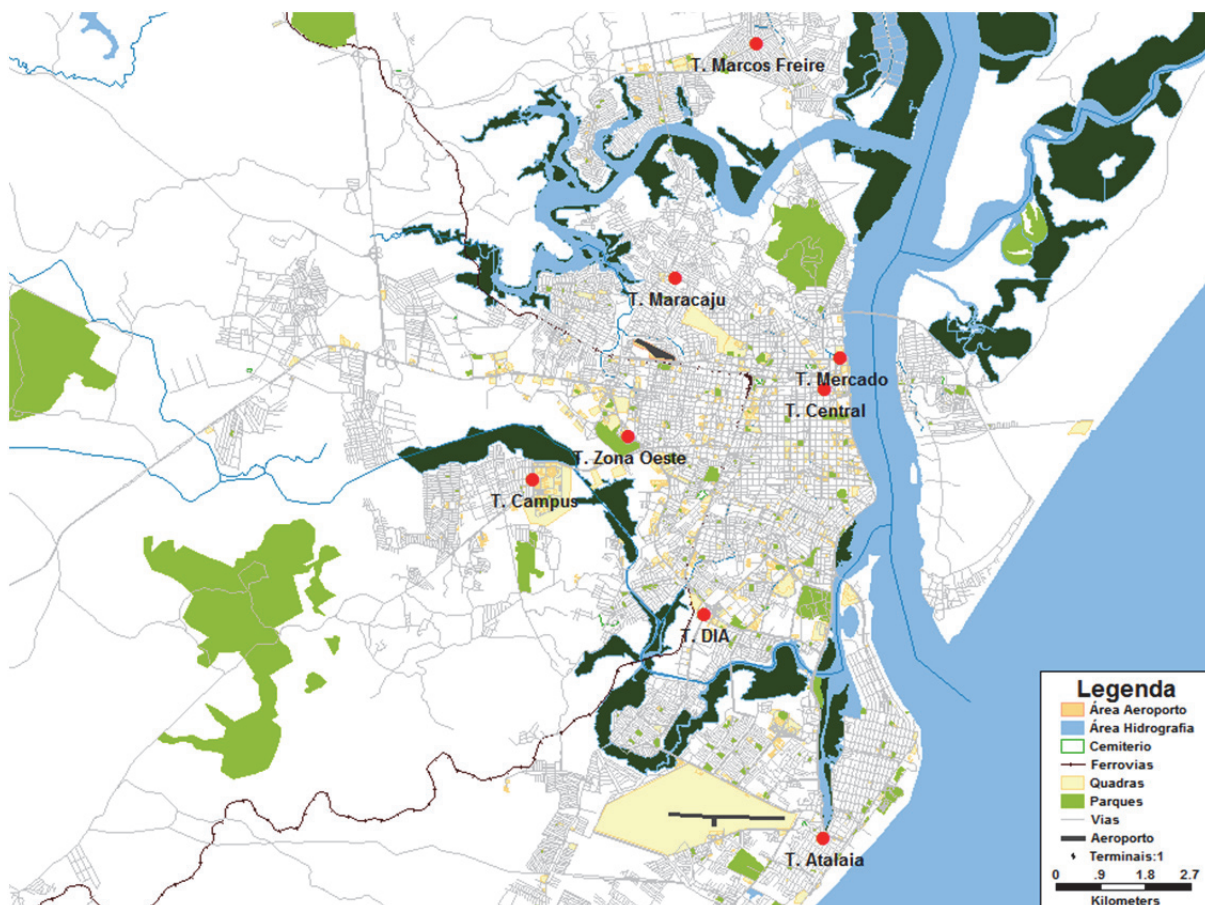 T. Marcos Freire
T. Maracaju
T. Mercado
T. Central
T. Zona Oeste
T. Campus
T. DIA
T. Atalaia
Legenda
Área Aeroporto
Área Hidrografia
Cemiterio
Ferrovias
Quadras
Parques
Vias
Aeroporto
Terminais:1
0 .9 1.8 2.7
Kilometers